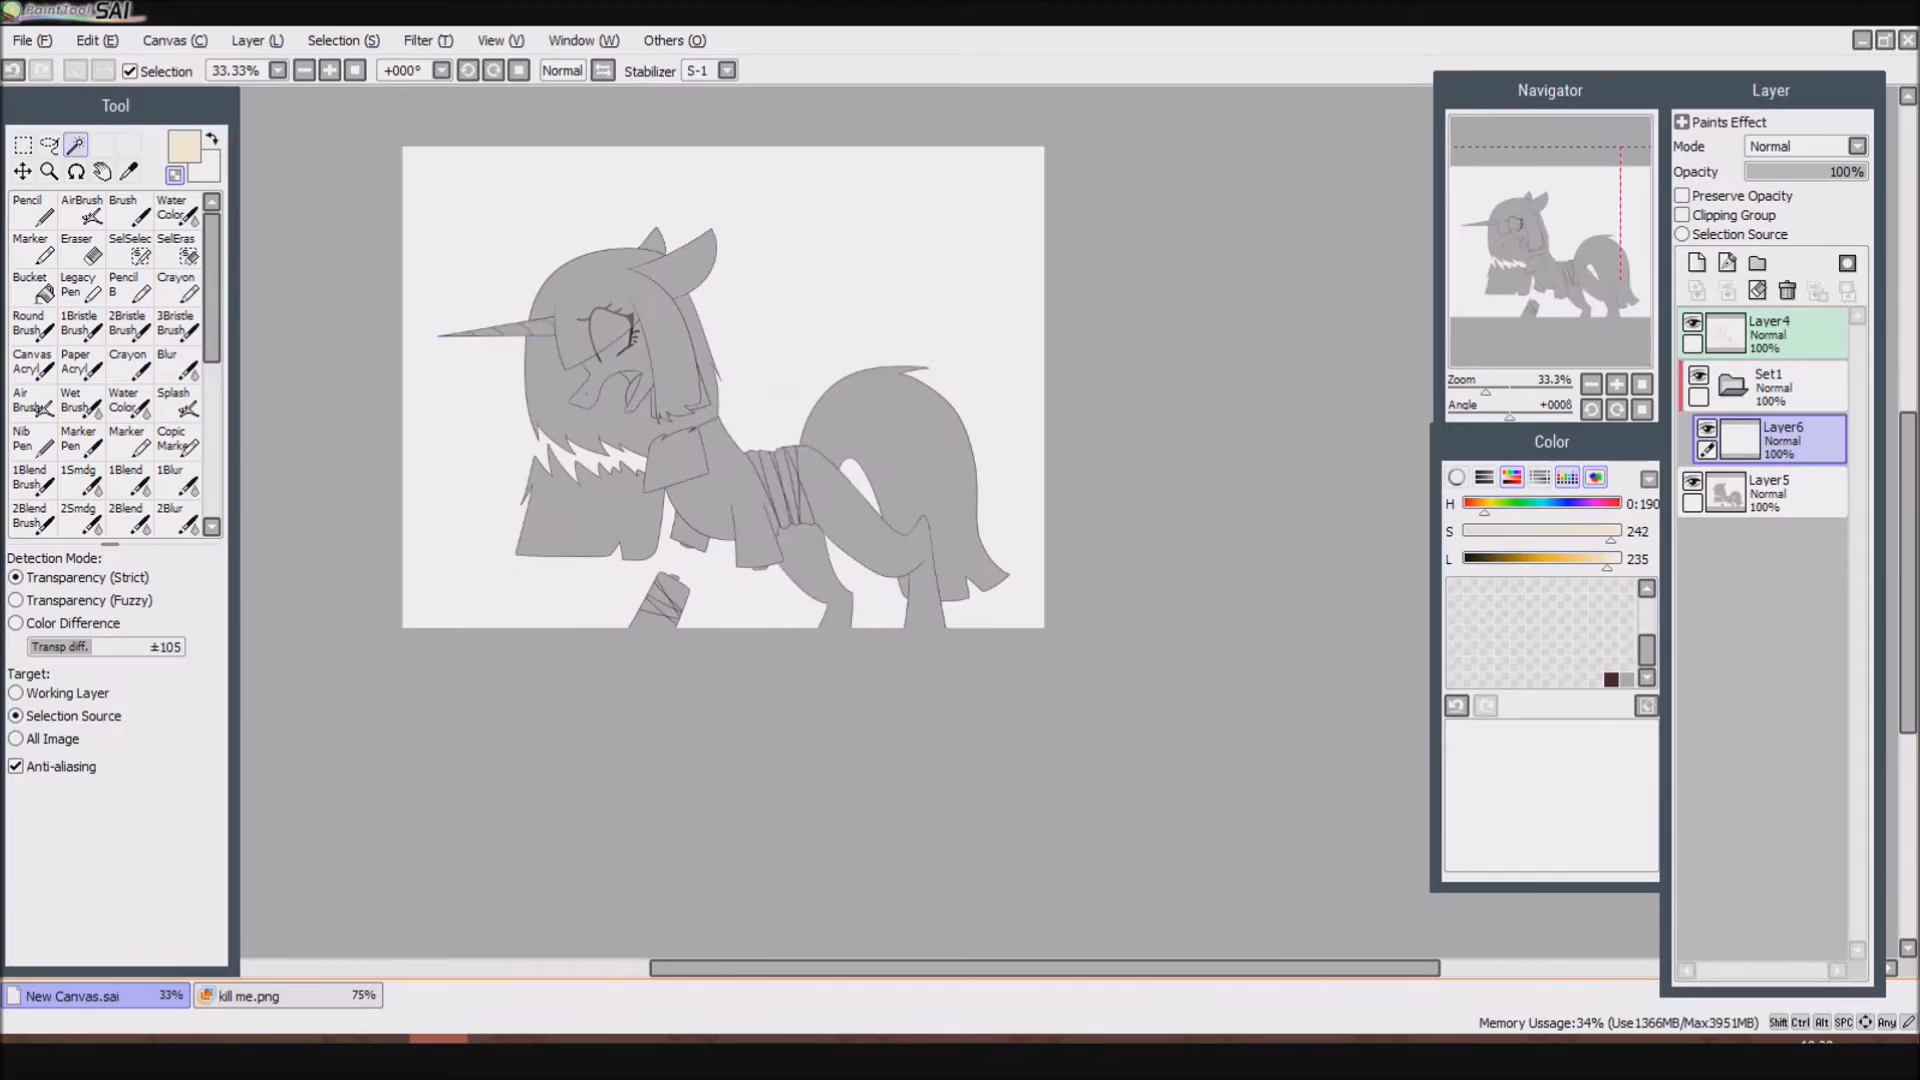 PaintTool SAI
File (F) Edit (E) Canvas (C) Layer (L) Selection (S) Filter (T) View (V) Window (W) Others (O)
Selection 33.33% +000° Normal Stabilizer S-1
Tool
Pencil AirBrush Brush Water Color
Marker Eraser SelSelec SelEras
Bucket Legacy Pen Pencil B Crayon
Round Brush 1Bristle Brush 2Bristle Brush 3Bristle Brush
Canvas Acryl Paper Acryl Crayon Blur
Air Brush Wet Brush Water Color Splash
Nib Pen Marker Pen Marker Copic Marke
1Blend Brush 1Smdg 1Blend 1Blur
2Blend Brush 2Smdg 2Blend 2Blur
Detection Mode:
Transparency (Strict)
Transparency (Fuzzy)
Color Difference
Transp diff. ±105
Target:
Working Layer
Selection Source
All Image
Anti-aliasing
Navigator
Zoom 33.3%
Angle +000ß
Color
H 0:190
S 242
L 235
Layer
Paints Effect
Mode Normal
Opacity 100%
Preserve Opacity
Clipping Group
Selection Source
Layer4
Normal
100%
Set1
Normal
100%
Layer6
Normal
100%
Layer5
Normal
100%
New Canvas.sai 33% kill me.png 75%
Memory Ussage:34% (Use1366MB/Max3951MB) Shift Ctrl Alt SPC Any